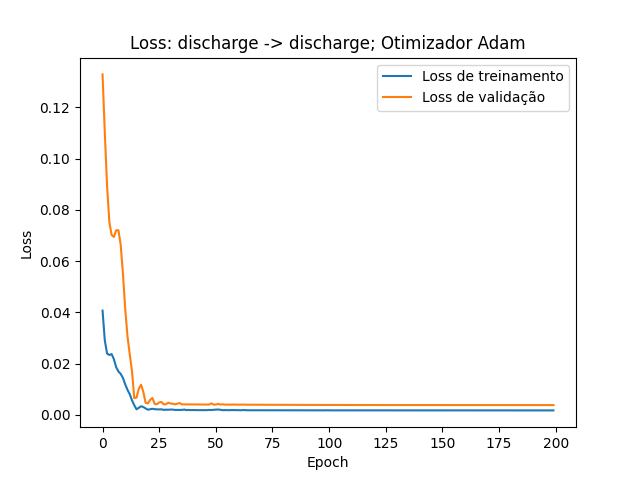 Loss: discharge -> discharge; Otimizador Adam
Loss de treinamento
Loss de validação
0.12
0.10
0.08
0.06
0.04
0.02
0.00
Loss
0 25 50 75 100 125 150 175 200
Epoch